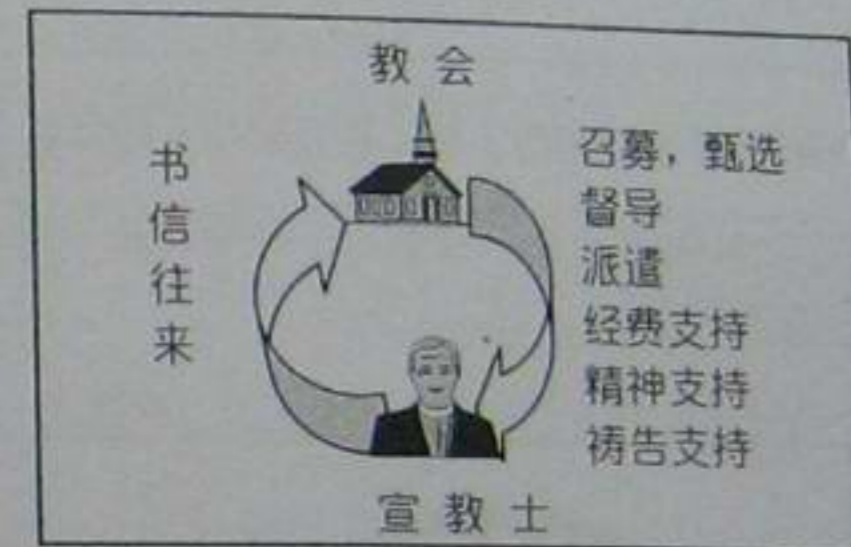 教会
书信往来
召募，甄选
督导
派遣
经费支持
精神支持
祷告支持
宣教士